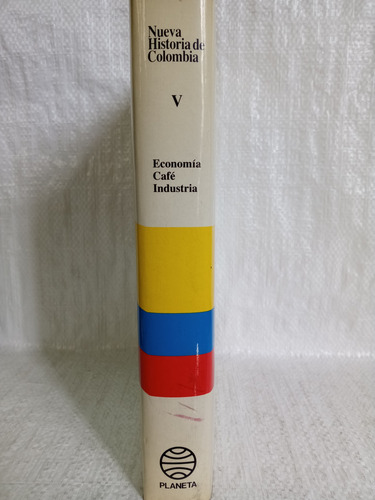 Nueva
Historia de
Colombia
V
Economía
Café
Industria
PLANETA